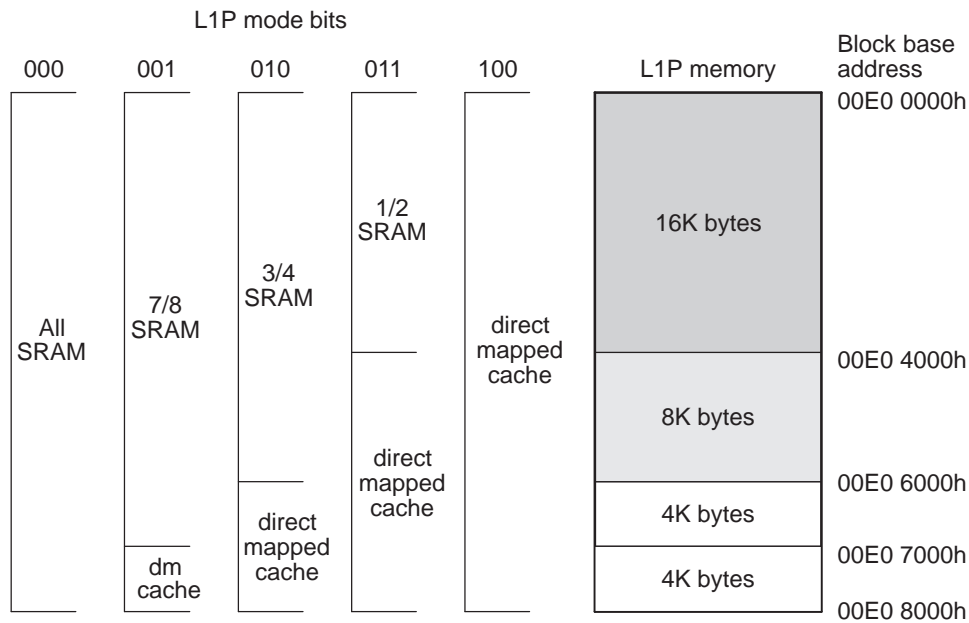 L1P mode bits
000 001 010 011 100 L1P memory Block base
address
00E0 0000h
All
SRAM
7/8
SRAM
dm
cache
3/4
SRAM
direct
mapped
cache
1/2
SRAM
direct
mapped
cache
direct
mapped
cache
16K bytes
00E0 4000h
8K bytes
00E0 6000h
4K bytes
00E0 7000h
4K bytes
00E0 8000h